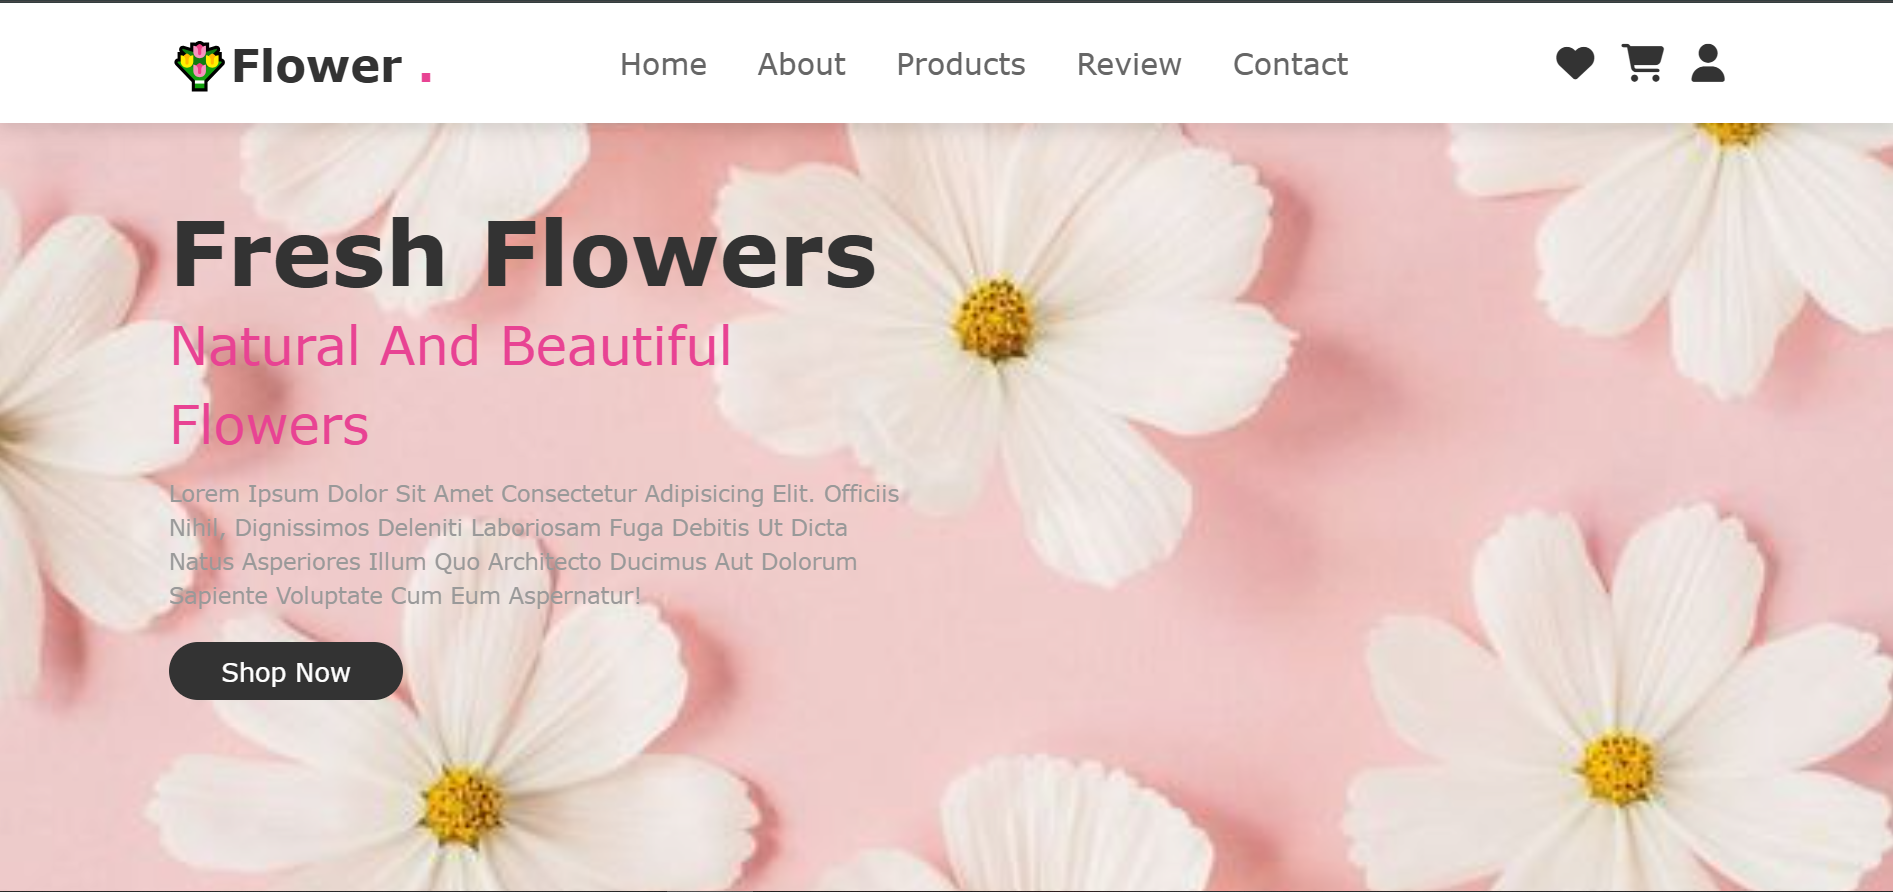 Flower .
Home About Products Review Contact
Fresh Flowers
Natural And Beautiful
Flowers
Lorem Ipsum Dolor Sit Amet Consectetur Adipisicing Elit. Officiis
Nihil, Dignissimos Deleniti Laboriosam Fuga Debitis Ut Dicta
Natus Asperiores Illum Quo Architecto Ducimus Aut Dolorum
Sapiente Voluptate Cum Eum Aspernatur!
Shop Now